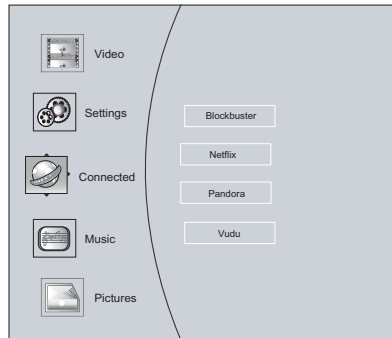 Video
Settings
Connected
Music
Pictures
Blockbuster
Netflix
Pandora
Vudu